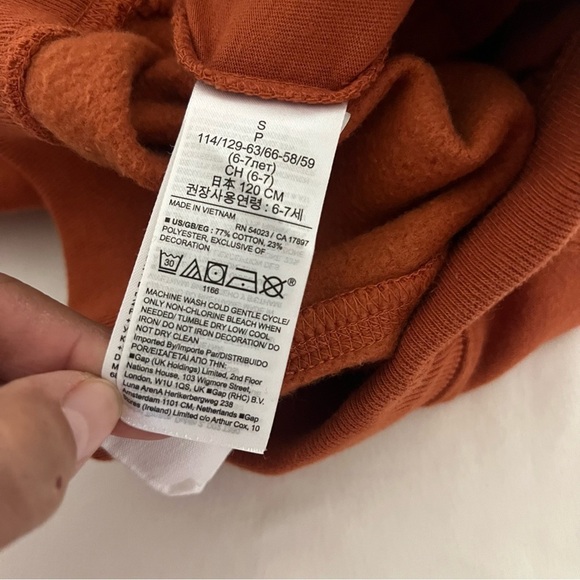 S
P
114/129-63/66-58/59
(6-7лет)
CH (6-7)
日本 120 CM
권장사용연령 : 6-7세
MADE IN VIETNAM
RN 54023 / CA 17897
■ US/GB/EG : 77% COTTON, 23%
POLYESTER, EXCLUSIVE OF
DECORATION
30
1166
MACHINE WASH COLD GENTLE CYCLE/
ONLY NON-CHLORINE BLEACH WHEN
NEEDED/ TUMBLE DRY LOW/ COOL
IRON/ DO NOT IRON DECORATION/ DO
NOT DRY CLEAN
Imported By/Importe Par/DISTRIBUIDO
POR/ΕΙΣΑΓΕΤΑΙ ΑΠΟ ΤΗΝ:
■Gap (UK Holdings) Limited, 2nd Floor
Nations House, 103 Wigmore Street,
London, W1U 1QS, UK ■Gap (RHC) B.V.
Luna ArenA Herikerbergweg 238
Amsterdam 1101 CM, Netherlands ■Gap
(Ireland) Limited c/o Arthur Cox, 10